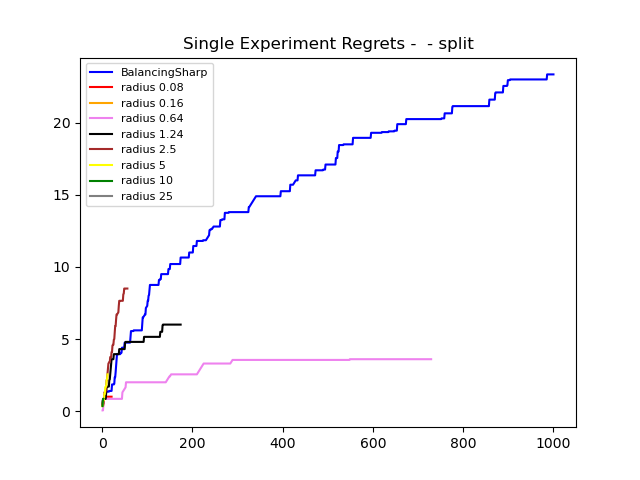 Single Experiment Regrets -  - split
BalancingSharp
radius 0.08
radius 0.16
radius 0.64
radius 1.24
radius 2.5
radius 5
radius 10
radius 25
20
15
10
5
0
0 200 400 600 800 1000